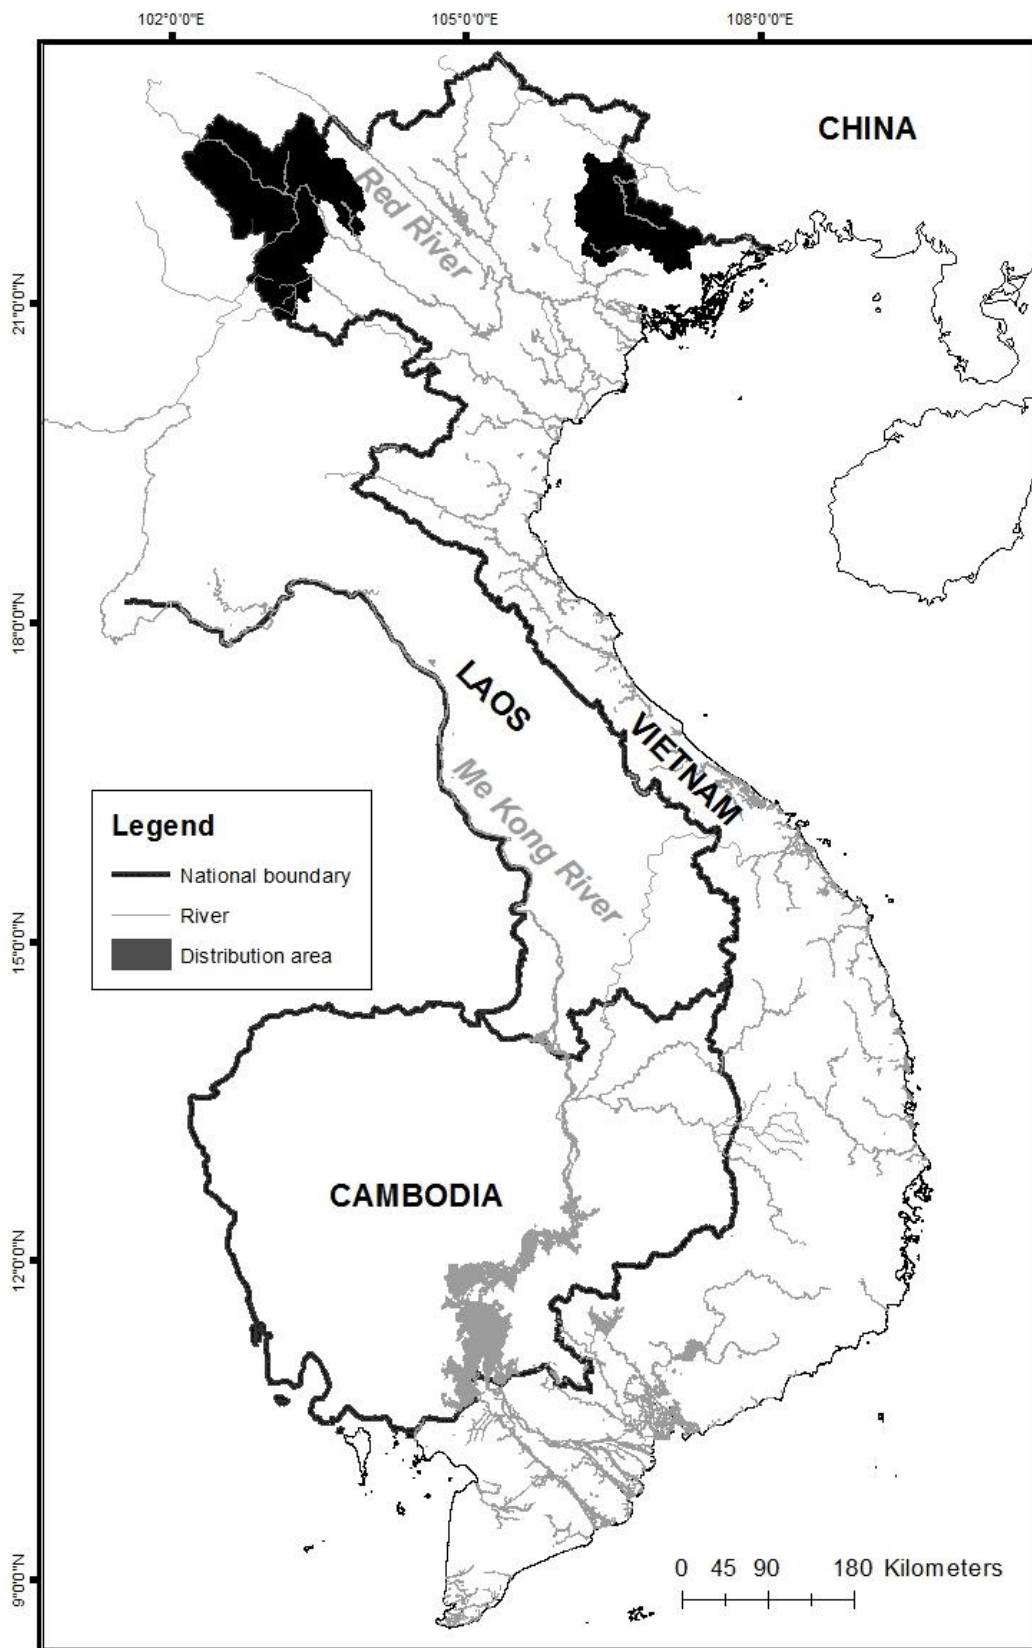 102°0'0"E
105°0'0"E
108°0'0"E
CHINA
Red River
21°0'0"N
18°0'0"N
LAOS
VIETNAM
Me Kong River
Legend
National boundary
River
Distribution area
15°0'0"N
CAMBODIA
12°0'0"N
9°0'0"N
0 45 90 180 Kilometers